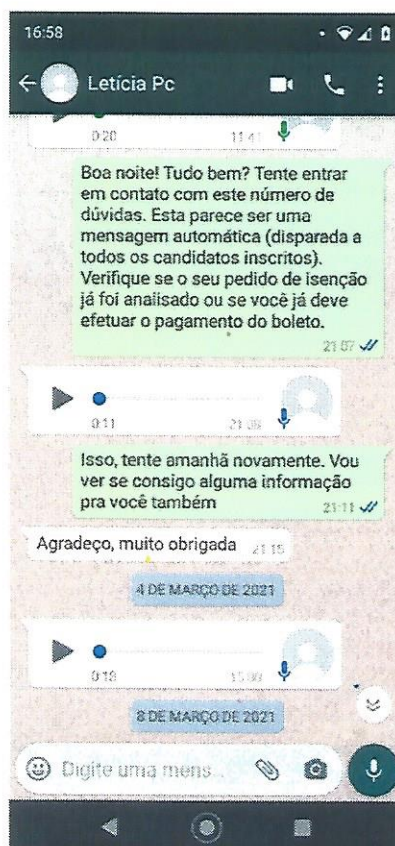 16:58
Letícia Pc
0:20 11:41
Boa noite! Tudo bem? Tente entrar
em contato com este número de
dúvidas. Esta parece ser uma
mensagem automática (disparada a
todos os candidatos inscritos).
Verifique se o seu pedido de isenção
já foi analisado ou se você já deve
efetuar o pagamento do boleto.
21:07
0:11
Isso, tente amanhã novamente. Vou
ver se consigo alguma informação
pra você também
21:11
Agradeço, muito obrigada 21:15
4 DE MARÇO DE 2021
0:18
8 DE MARÇO DE 2021
Digite uma mens...